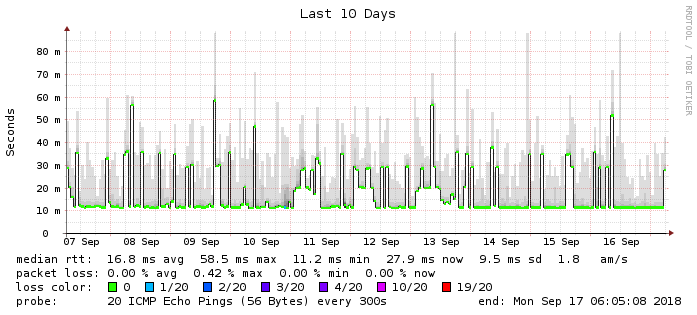 Last 10 Days
RRDTOOL / TOBI OETIKER
Seconds
80 m
70 m
60 m
50 m
40 m
30 m
20 m
10 m
0
07 Sep 08 Sep 09 Sep 10 Sep 11 Sep 12 Sep 13 Sep 14 Sep 15 Sep 16 Sep
median rtt: 16.8 ms avg 58.5 ms max 11.2 ms min 27.9 ms now 9.5 ms sd 1.8 am/s
packet loss: 0.00 % avg 0.42 % max 0.00 % min 0.00 % now
loss color: 0 1/20 2/20 3/20 4/20 10/20 19/20
probe: 20 ICMP Echo Pings (56 Bytes) every 300s end: Mon Sep 17 06:05:08 2018